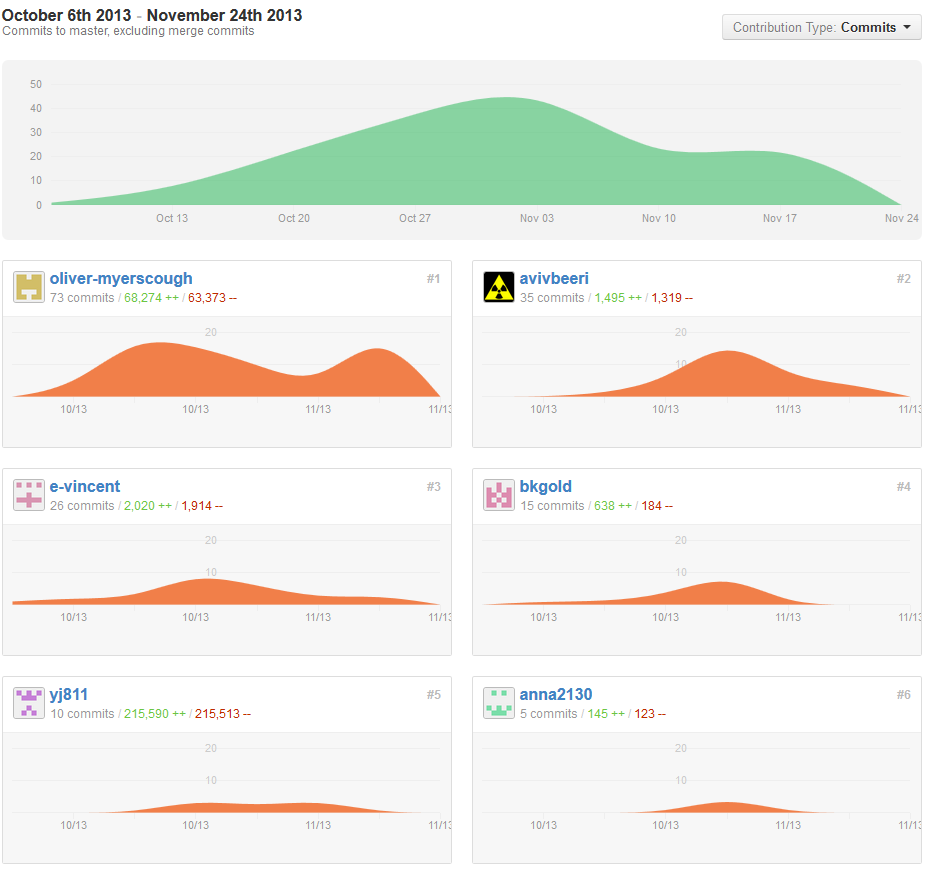 October 6th 2013 - November 24th 2013
Commits to master, excluding merge commits
Contribution Type: Commits
50
40
30
20
10
0
Oct 13 Oct 20 Oct 27 Nov 03 Nov 10 Nov 17 Nov 24
oliver-myerscough #1
73 commits / 68,274 ++ / 63,373 --
20
10/13 10/13 11/13 11/13
avivbeeri #2
35 commits / 1,495 ++ / 1,319 --
20
10
10/13 10/13 11/13 11/13
e-vincent #3
26 commits / 2,020 ++ / 1,914 --
20
10
10/13 10/13 11/13 11/13
bkgold #4
15 commits / 638 ++ / 184 --
20
10
10/13 10/13 11/13 11/13
yj811 #5
10 commits / 215,590 ++ / 215,513 --
20
10
10/13 10/13 11/13 11/13
anna2130 #6
5 commits / 145 ++ / 123 --
20
10
10/13 10/13 11/13 11/13